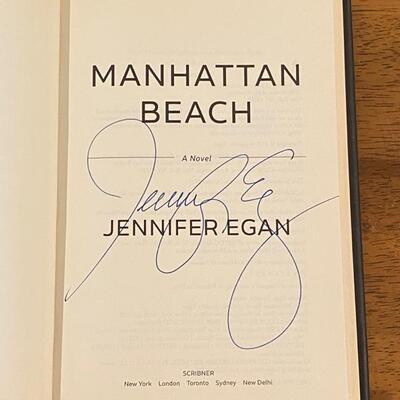 MANHATTAN
BEACH
A Novel
JENNIFER EGAN
SCRIBNER
New York London Toronto Sydney New Delhi